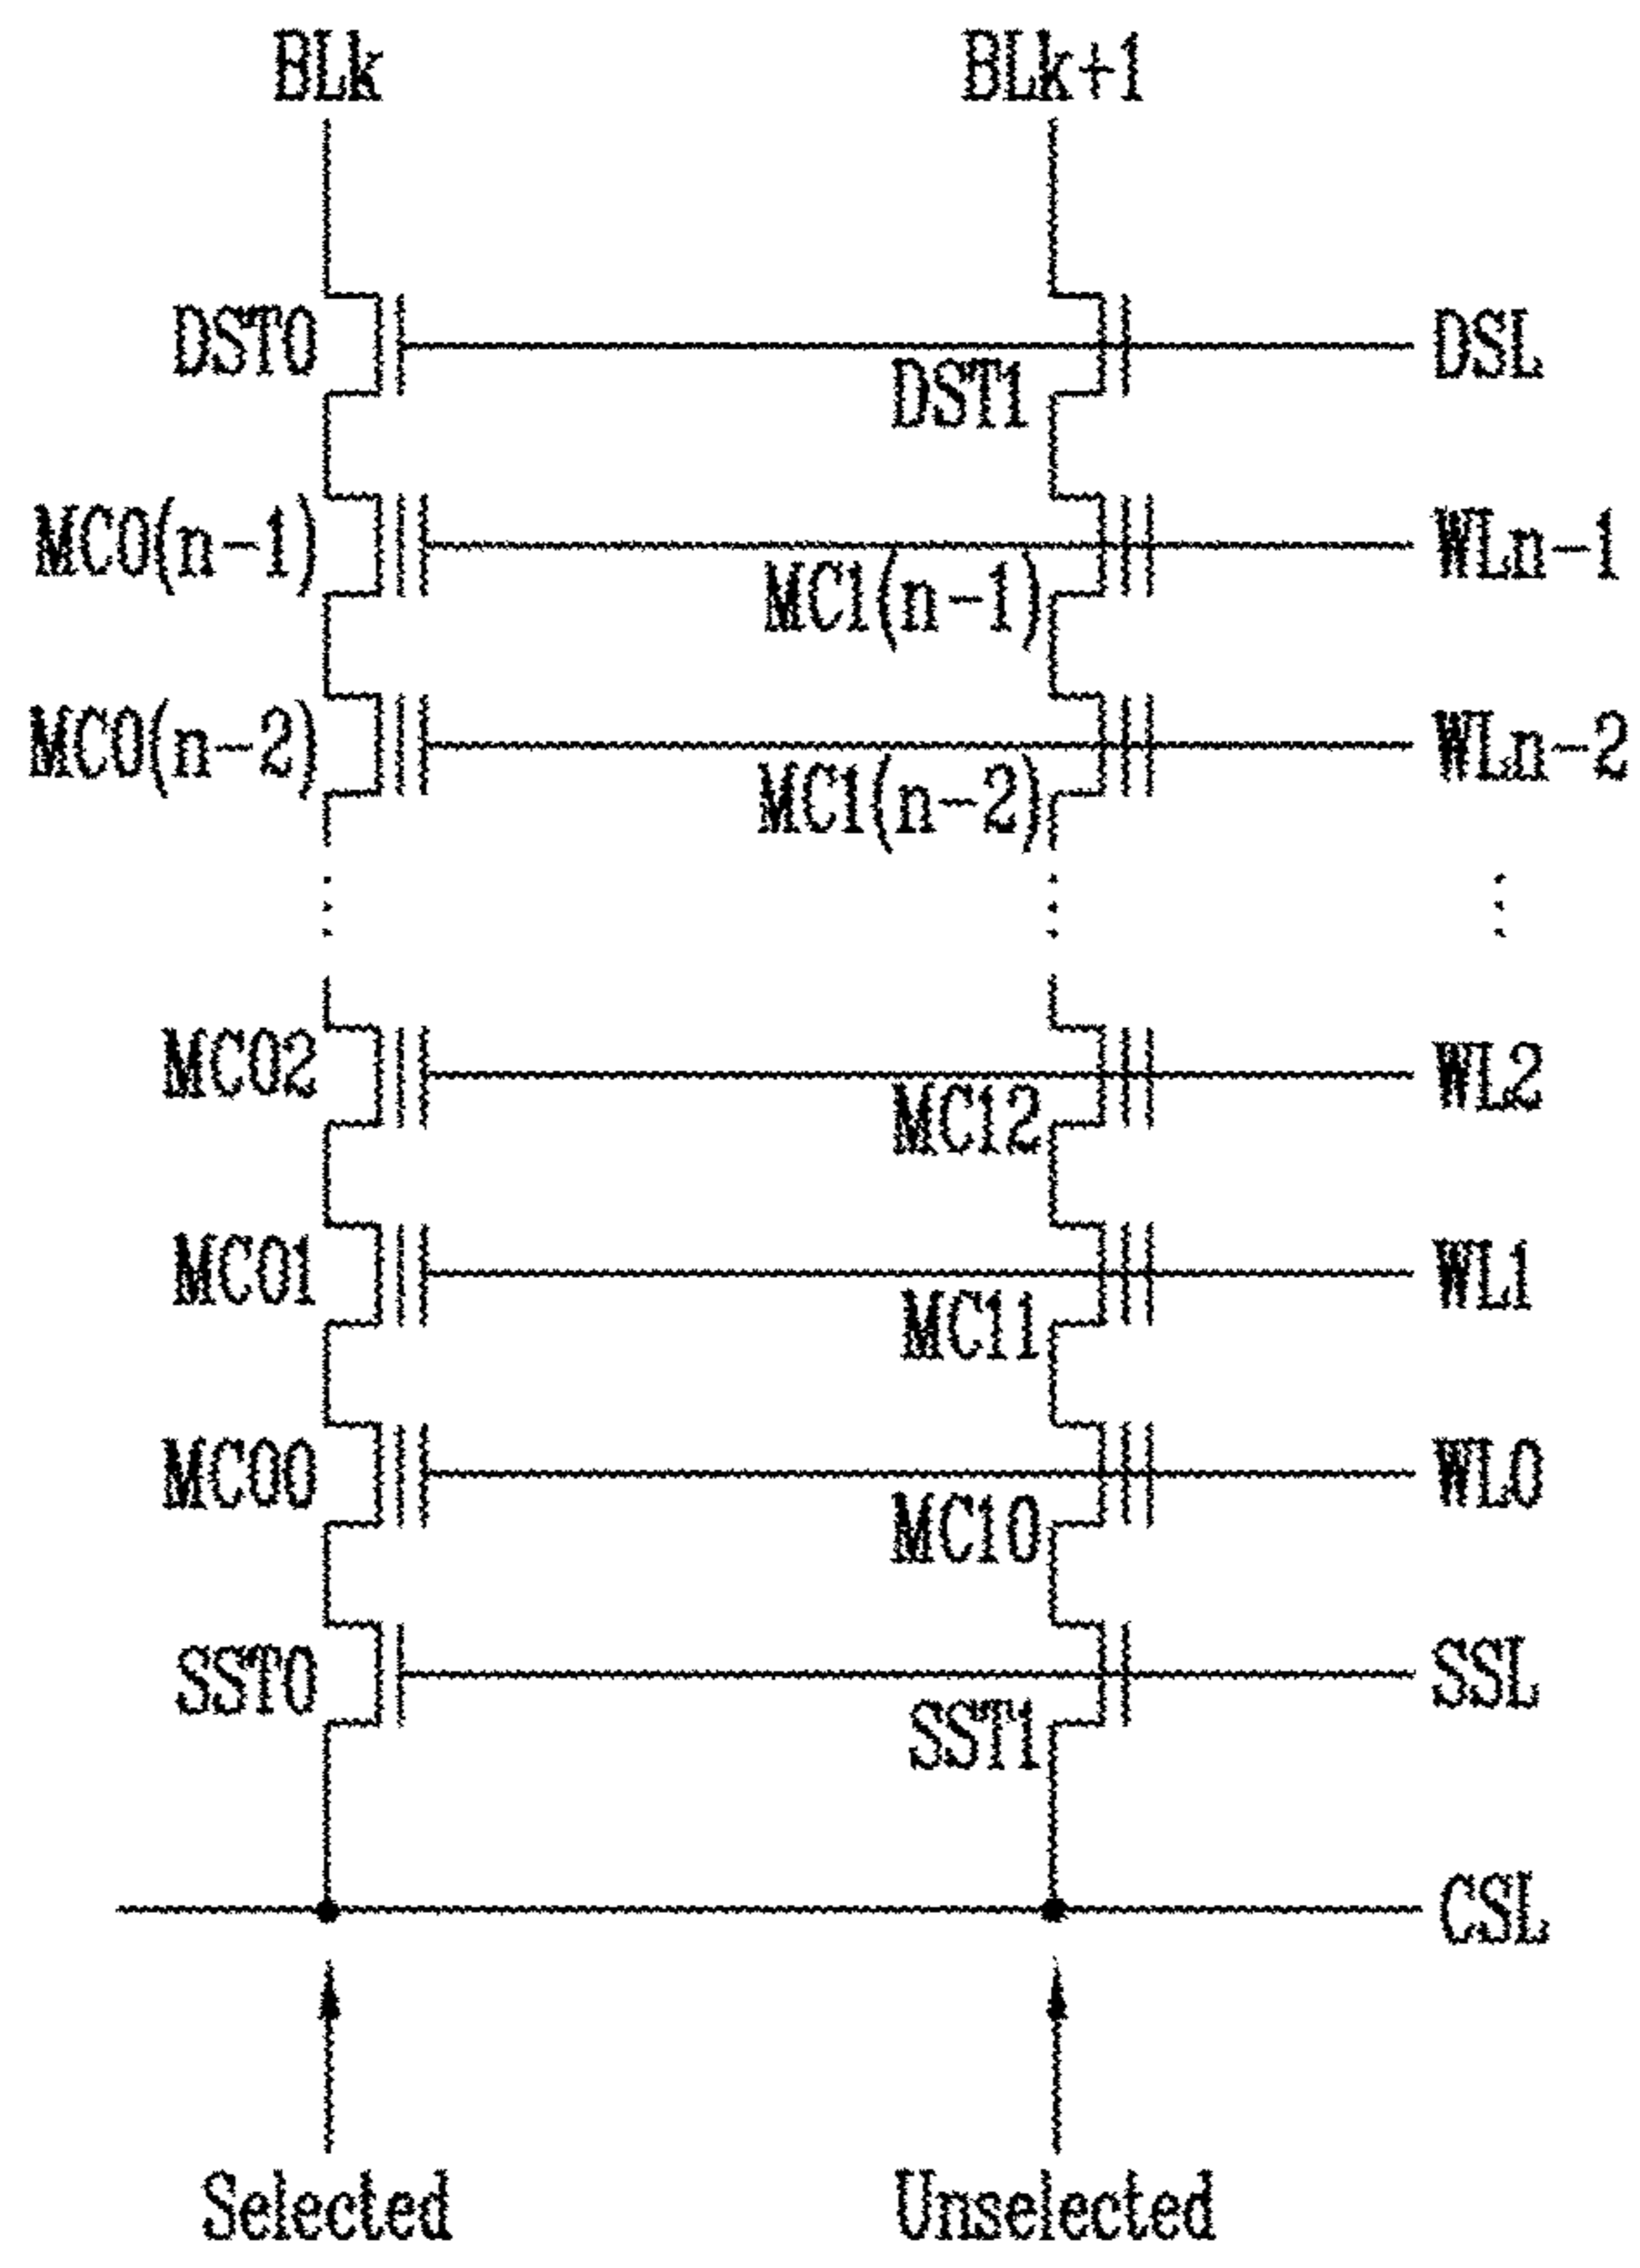 BLk BLk+1
DST0 DSL
DST1
MC0(n-1) WLn-1
MC1(n-1)
MC0(n-2) WLn-2
MC1(n-2)
MC02 WL2
MC12
MC01 WL1
MC11
MC00 WL0
MC10
SST0 SSL
SST1
CSL
Selected Unselected